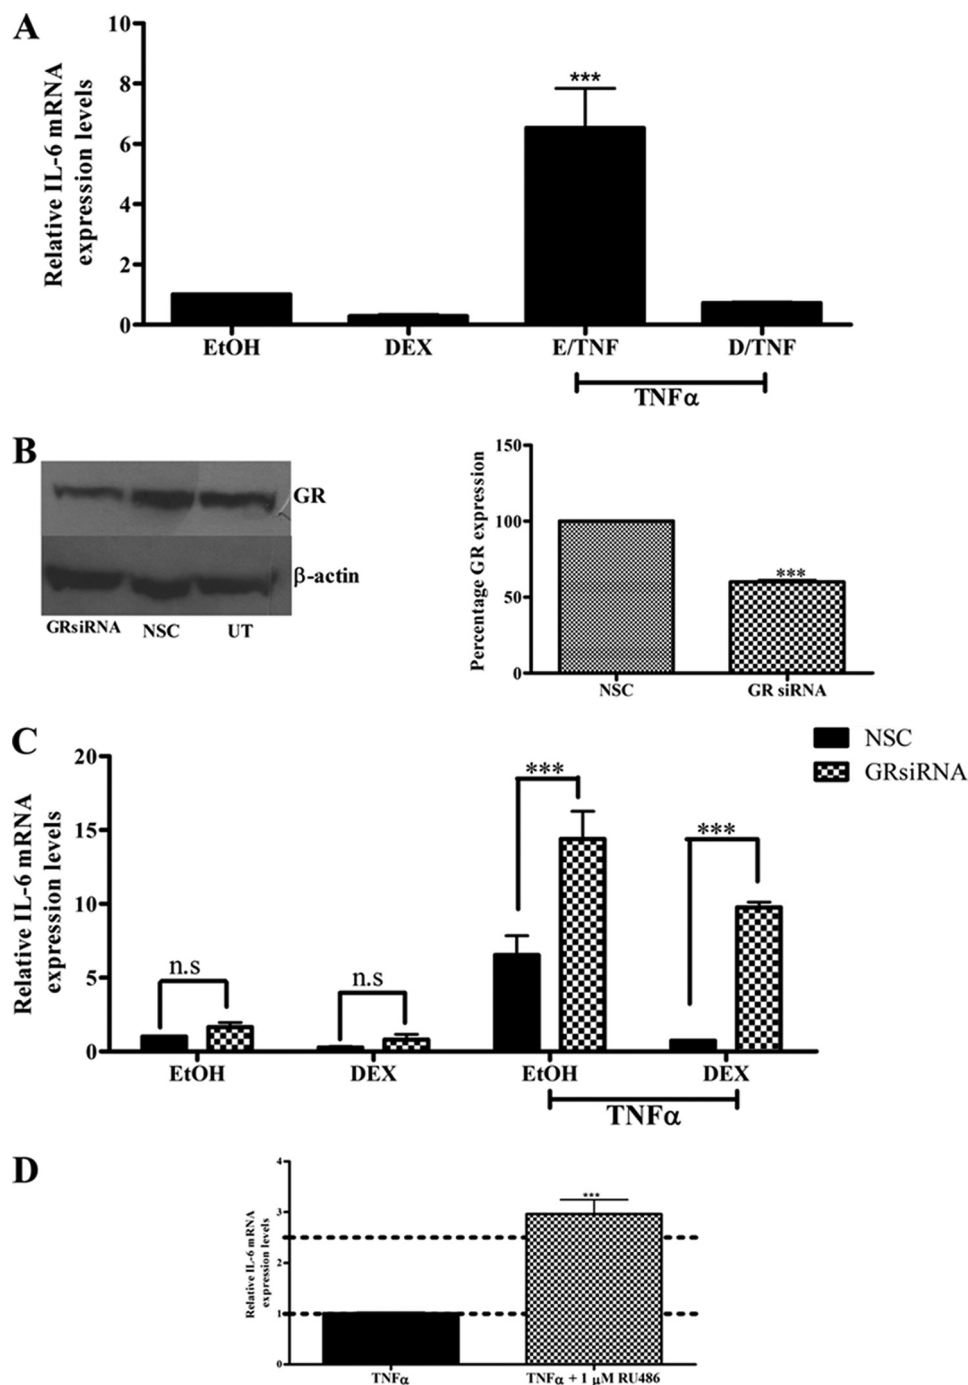 A
Relative IL-6 mRNA
expression levels
10
8
6
4
2
0
***
EtOH DEX E/TNF D/TNF
TNFα
B
GR
β-actin
GRsiRNA NSC UT
Percentage GR expression
150
100
50
0
***
NSC GR siRNA
C
NSC
GRsiRNA
Relative IL-6 mRNA
expression levels
20
15
10
5
0
n.s
n.s
***
***
EtOH DEX EtOH DEX
TNFα
D
Relative IL-6 mRNA
expression levels
4
3
2
1
0
***
TNFα TNFα + 1 μM RU486